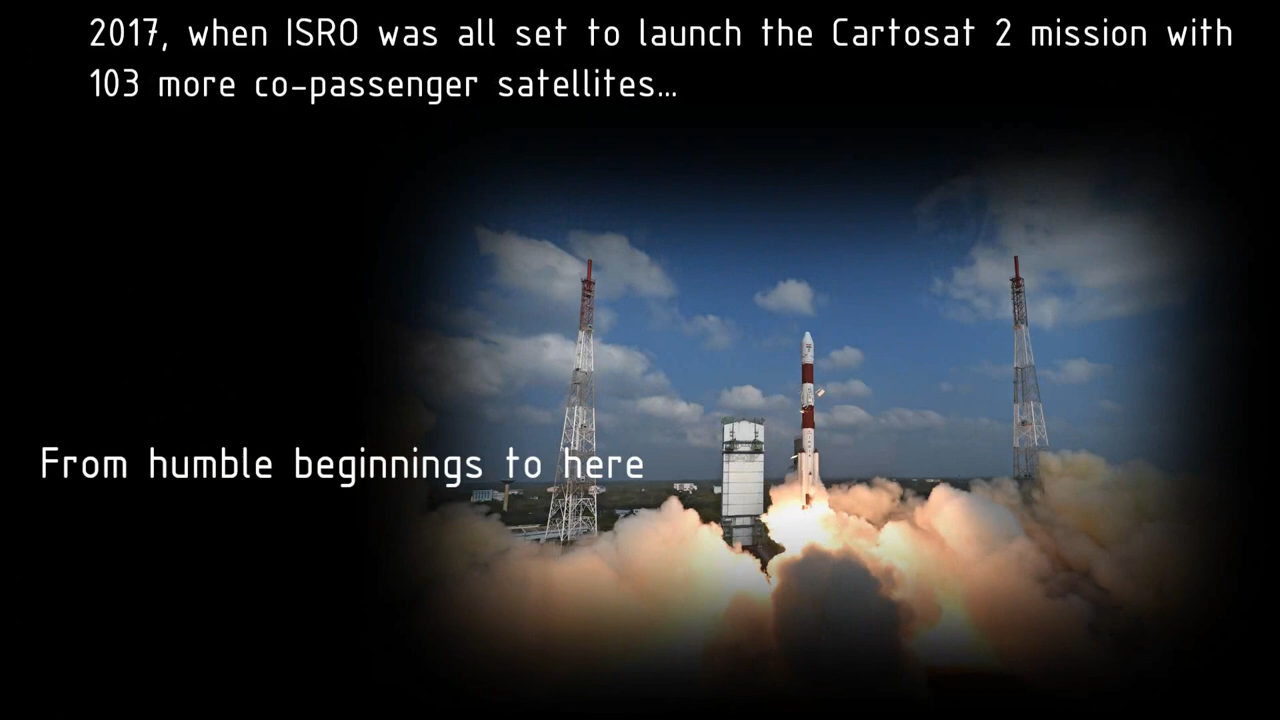 2017, when ISRO was all set to launch the Cartosat 2 mission with
103 more co-passenger satellites...
From humble beginnings to here